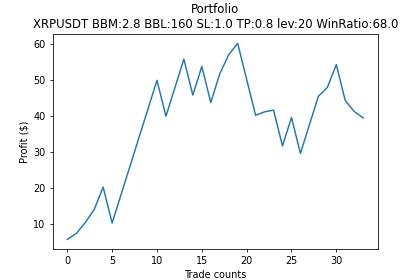 Portfolio
XRPUSDT BBM:2.8 BBL:160 SL:1.0 TP:0.8 lev:20 WinRatio:68.0
60
50
40
30
20
10
Profit ($)
0 5 10 15 20 25 30
Trade counts